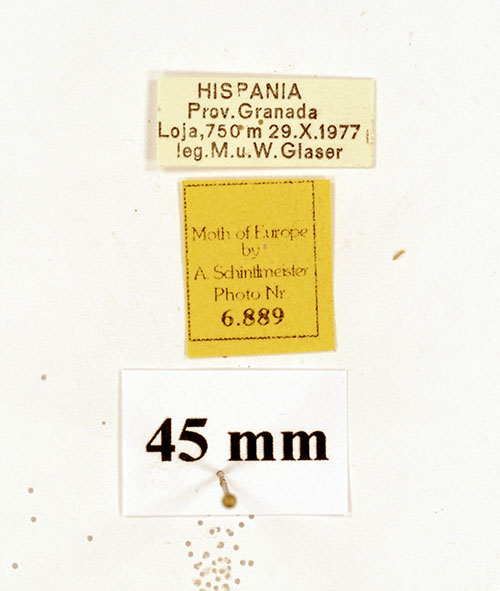 HISPANIA
Prov.Granada
Loja,750 m 29.X.1977
leg.M.u.W.Glaser
Moth of Europe
by
A. Schintlmeister
Photo Nr
6.889
45 mm